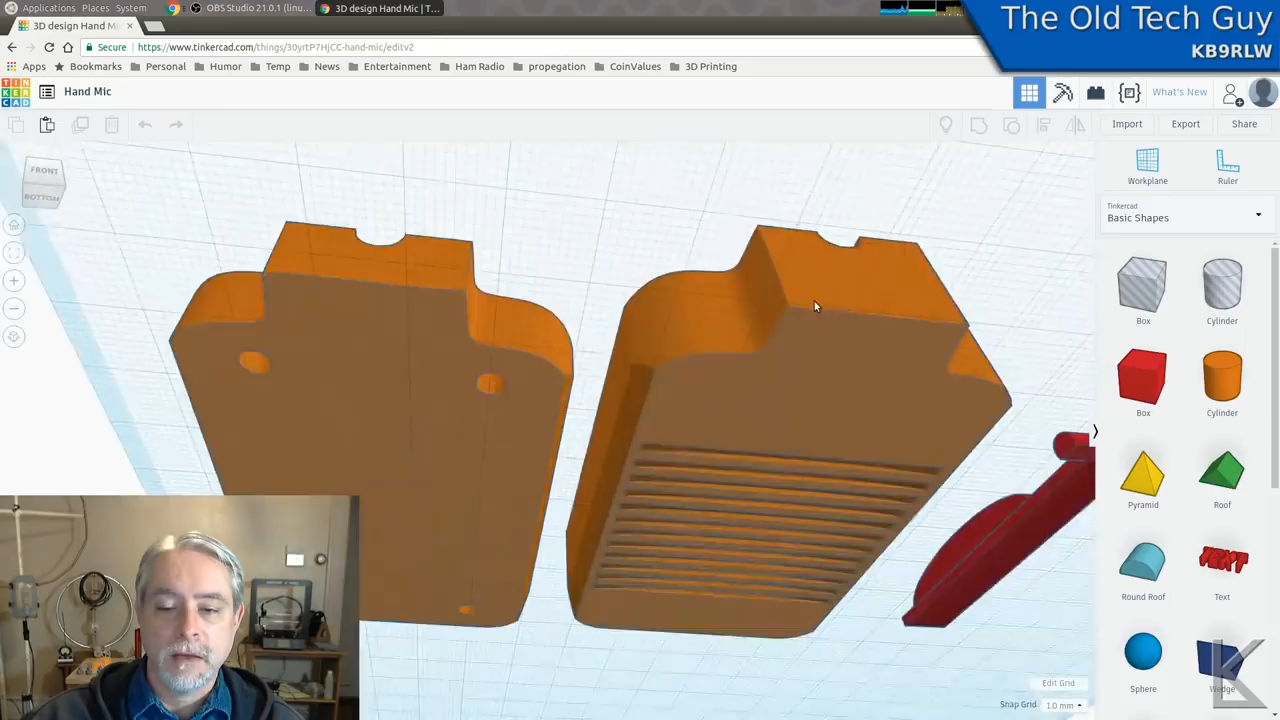 Applications Places System
OBS Studio 21.0.1 (linu...
3D design Hand Mic | T...
The Old Tech Guy
KB9RLW
3D design Hand Mic
Secure
https://www.tinkercad.com/things/30yrtP7HjCC-hand-mic/editv2
Apps Bookmarks Personal Humor Temp News Entertainment Ham Radio propegation CoinValues 3D Printing
TIN
KER
CAD
Hand Mic
What's New
Import Export Share
FRONT
BOTTOM
Workplane Ruler
Tinkercad
Basic Shapes
Box Cylinder
Box Cylinder
Pyramid Roof
TEXT
Round Roof Text
Sphere Wedge
K
Edit Grid
Snap Grid 1.0 mm